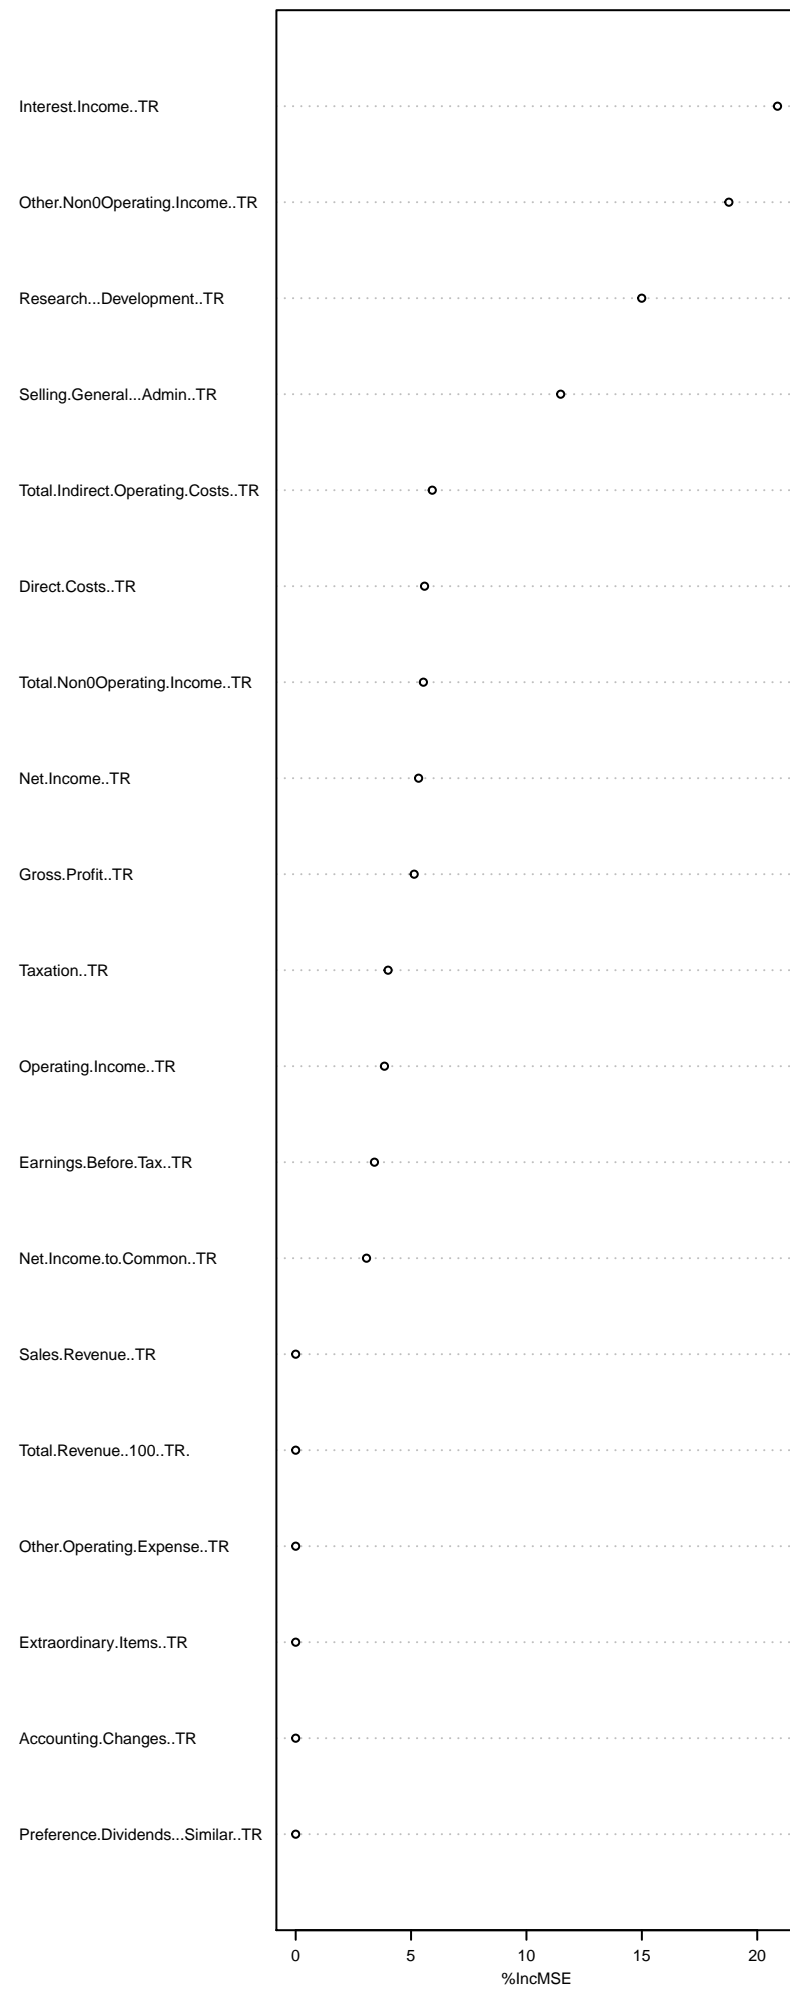 Interest.Income..TR
Other.Non0Operating.Income..TR
Research...Development..TR
Selling.General...Admin..TR
Total.Indirect.Operating.Costs..TR
Direct.Costs..TR
Total.Non0Operating.Income..TR
Net.Income..TR
Gross.Profit..TR
Taxation..TR
Operating.Income..TR
Earnings.Before.Tax..TR
Net.Income.to.Common..TR
Sales.Revenue..TR
Total.Revenue..100..TR.
Other.Operating.Expense..TR
Extraordinary.Items..TR
Accounting.Changes..TR
Preference.Dividends...Similar..TR
0 5 10 15 20
%IncMSE